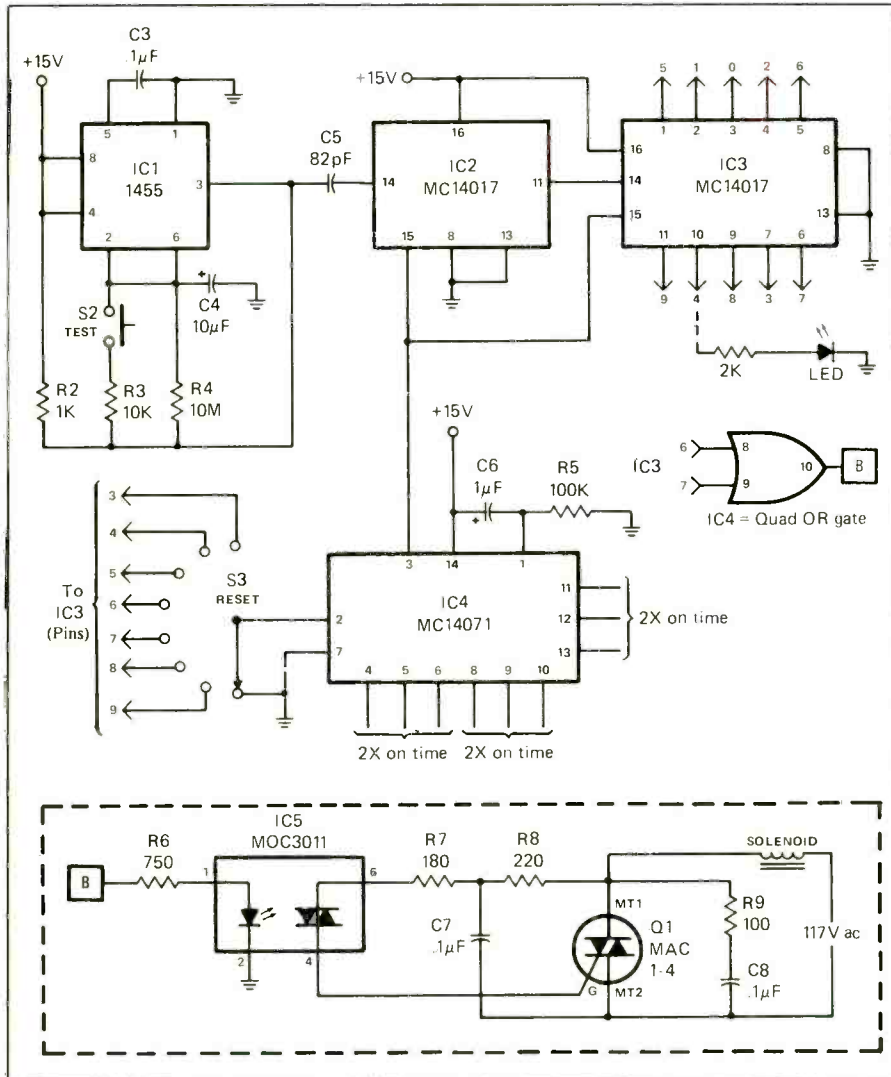 C3
.1µF
+15V
5 1
8
IC1
1455
3
4
2 6
S2
TEST
C4
10µF
+
R2
1K
R3
10K
R4
10M
C5
82pF
+15V
16
14
IC2
MC14017
11
15 8 13
5 1 0 2 6
1 2 3 4 5
16
14
15
IC3
MC14017
8
13
11 10 9 7 6
9 4 8 3 7
2K
LED
+15V
C6
1µF
+
R5
100K
IC3
6 8
7 9
10
B
IC4 = Quad OR gate
3 14 1
IC4
MC14071
2
7
11
12
13
2X on time
4 5 6 8 9 10
2X on time 2X on time
To
IC3
(Pins)
3
4
5
6
7
8
9
S3
RESET
B
R6
750
IC5
MOC3011
1
2
4
6
R7
180
R8
220
C7
.1µF
MT1
Q1
MAC
1-4
G
MT2
SOLENOID
R9
100
C8
.1µF
117V ac